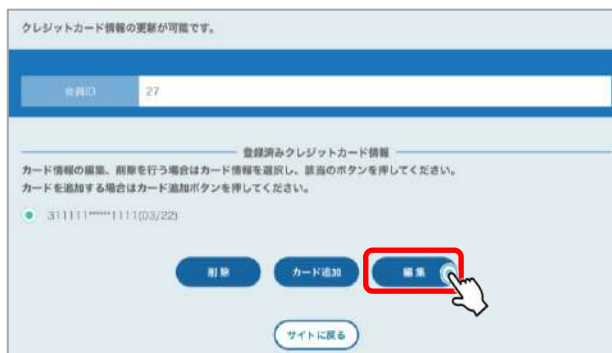 クレジットカード情報の更新が可能です。
会員ID 27
登録済みクレジットカード情報
カード情報の編集、削除を行う場合はカード情報を選択し、該当のボタンを押してください。
カードを追加する場合はカード追加ボタンを押してください。
311111*****1111(03/22)
削除 カード追加 編集
サイトに戻る